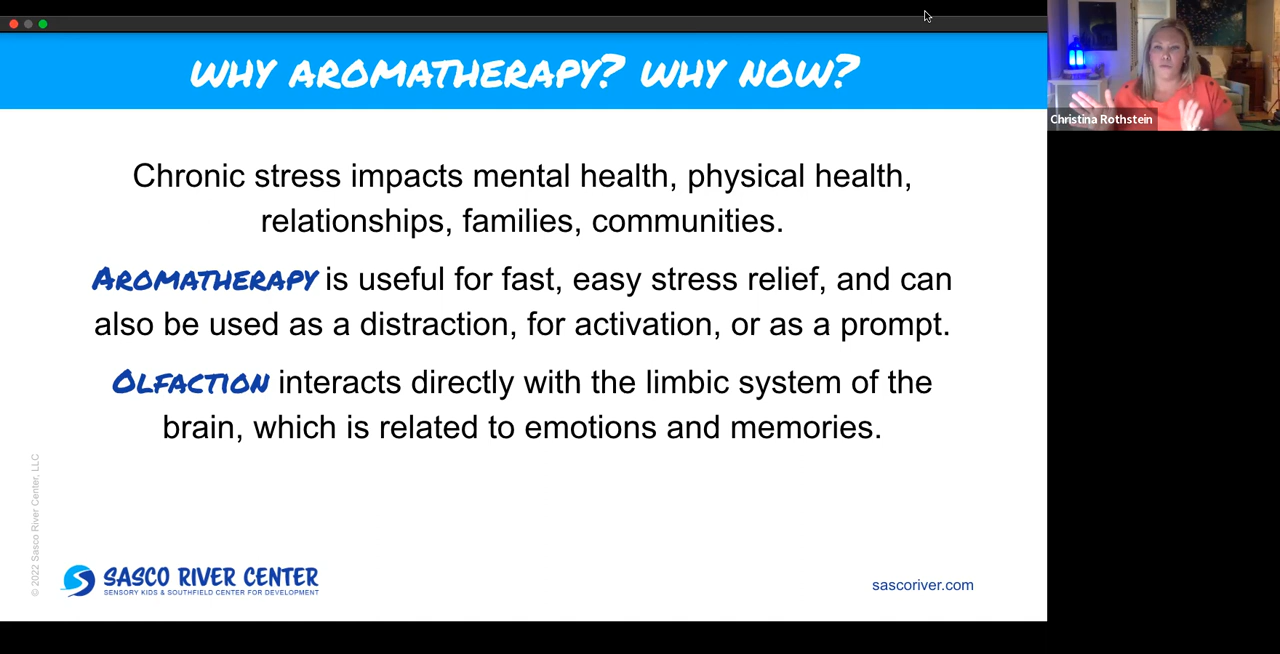 WHY AROMATHERAPY? WHY NOW?
Christina Rothstein
Chronic stress impacts mental health, physical health,
relationships, families, communities.
AROMATHERAPY is useful for fast, easy stress relief, and can
also be used as a distraction, for activation, or as a prompt.
OLFACTION interacts directly with the limbic system of the
brain, which is related to emotions and memories.
© 2022 Sasco River Center, LLC
SASCO RIVER CENTER
SENSORY KIDS & SOUTHFIELD CENTER FOR DEVELOPMENT
sascoriver.com